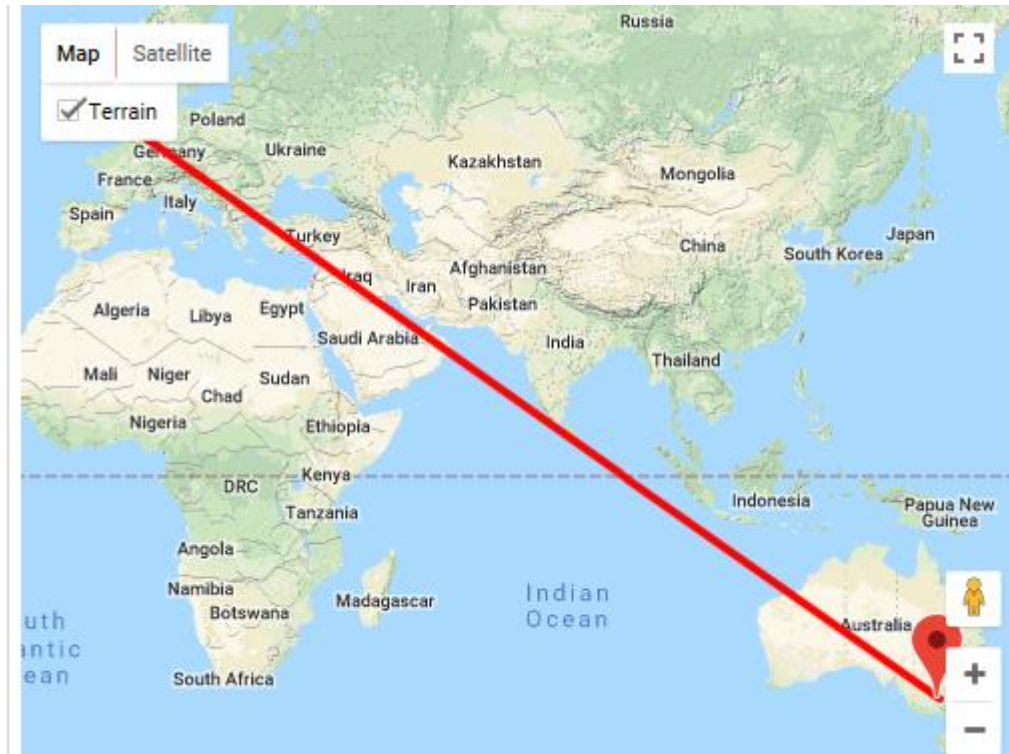 Russia
Map
Satellite
Terrain
Poland
Germany
Ukraine
Kazakhstan
Mongolia
France
Italy
Spain
Turkey
Japan
China
South Korea
Iraq
Iran
Afghanistan
Pakistan
Algeria
Libya
Egypt
Saudi Arabia
India
Thailand
Mali
Niger
Chad
Sudan
Nigeria
Ethiopia
DRC
Kenya
Tanzania
Indonesia
Papua New
Guinea
Angola
Namibia
Botswana
Madagascar
Indian
Ocean
Australia
uth
antic
ean
South Africa